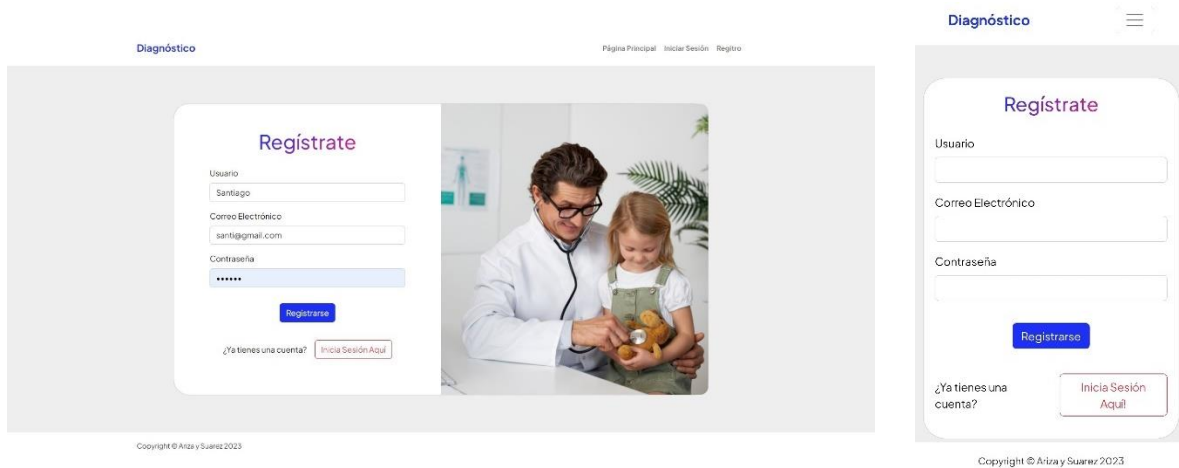 Diagnóstico
Página Principal Iniciar Sesión Regitro
Regístrate
Usuario
Santiago
Correo Electrónico
santi@gmail.com
Contraseña
••••••
Registrarse
¿Ya tienes una cuenta? Inicia Sesión Aquí
Copyright © Ariza y Suarez 2023
Diagnóstico
Regístrate
Usuario
Correo Electrónico
Contraseña
Registrarse
¿Ya tienes una
cuenta?
Inicia Sesión
Aquí!
Copyright © Ariza y Suarez 2023